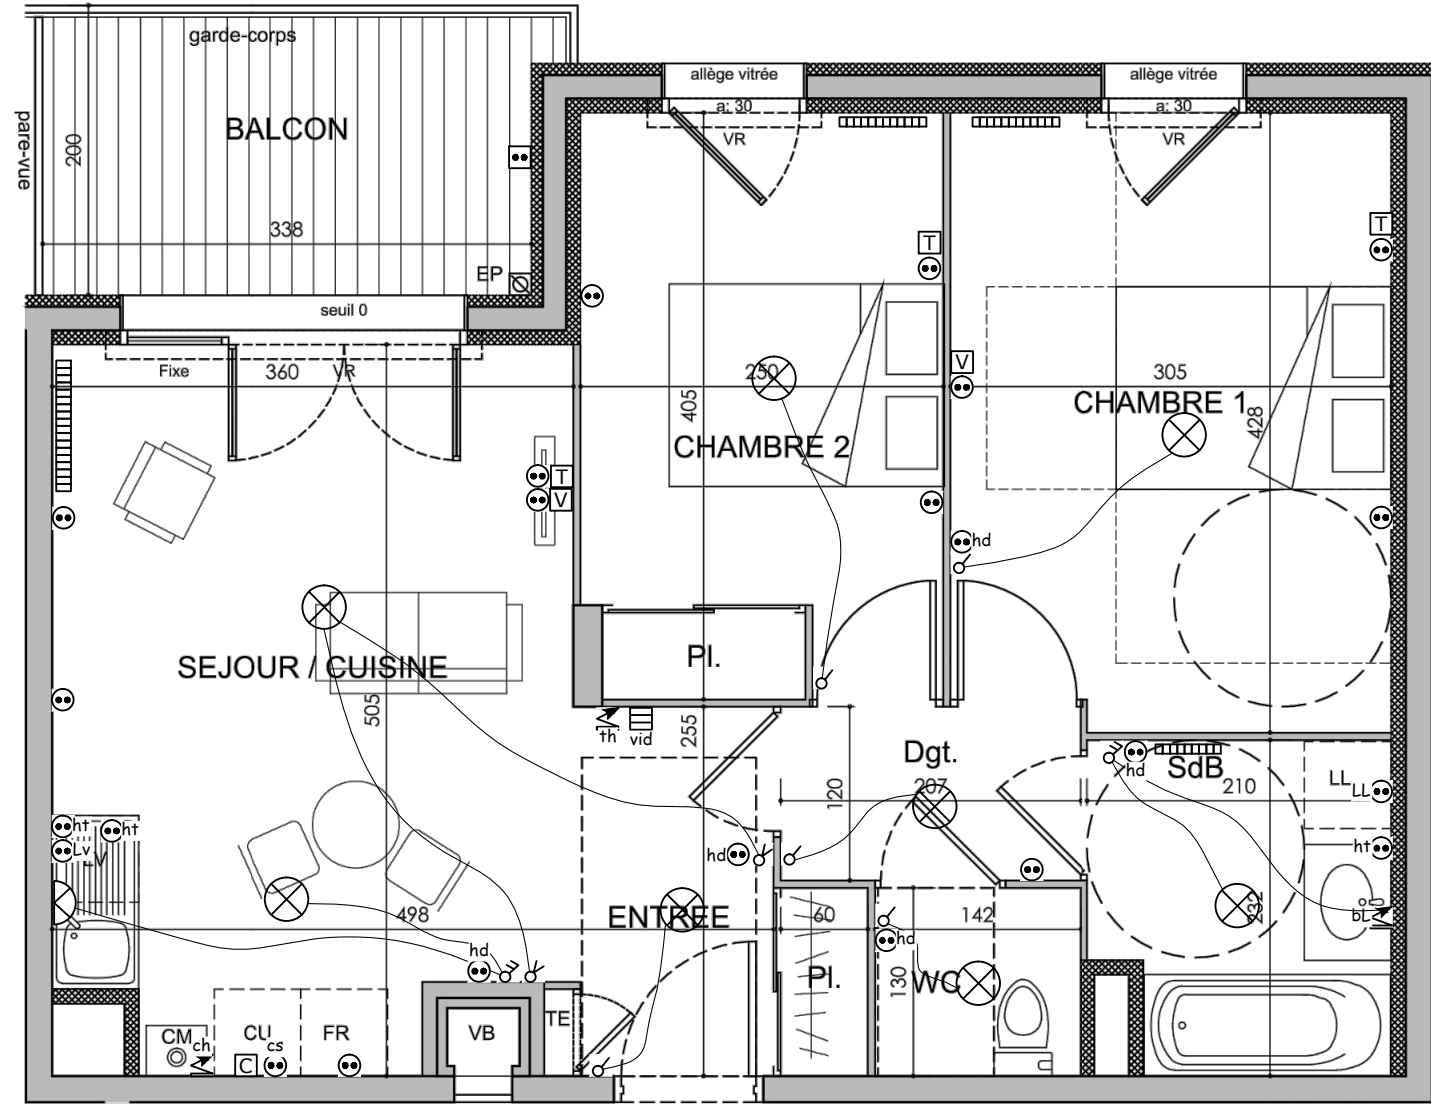 garde-corps
allège vitrée
allège vitrée
a: 30
a: 30
pare-vue
200
BALCON
VR
VR
338
T
T
EP
seuil 0
Fixe
360
VR
250
V
305
405
CHAMBRE 1
428
CHAMBRE 2
T
V
hd
SEJOUR / CUISINE
Pl.
505
th
vid
255
Dgt.
hd
SdB
120
207
210
LL
LL
ht
ht
Lv
LV
hd
ht
498
ENTREE
60
142
232
bL
hd
hd
130
WC
Pl.
CM
ch
CU
cs
C
FR
VB
TE